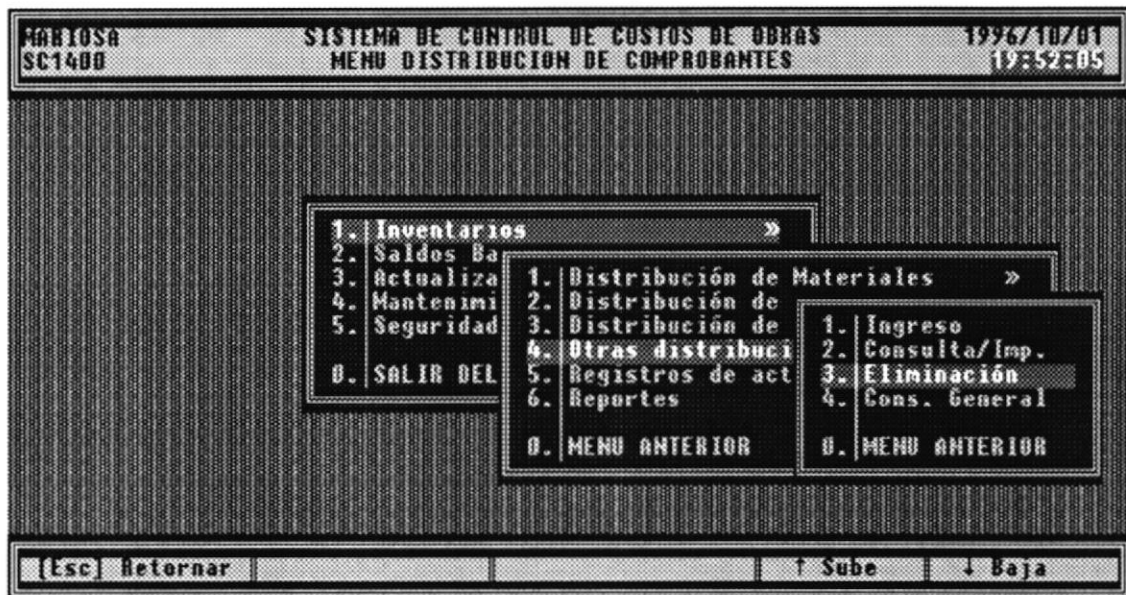 MARIOSA SISTEMA DE CONTROL DE COSTOS DE OBRAS 1996/10/01
SC1400 MENU DISTRIBUCION DE COMPROBANTES 19:52:05
1. Inventarios »
2. Saldos Ba
3. Actualiza
4. Mantenimi
5. Seguridad
0. SALIR DEL
1. Distribución de Materiales »
2. Distribución de
3. Distribución de
4. Otras distribuci
5. Registros de act
6. Reportes
0. MENU ANTERIOR
1. Ingreso
2. Consulta/Imp.
3. Eliminación
4. Cons. General
0. MENU ANTERIOR
[Esc] Retornar ↑ Sube ↓ Baja